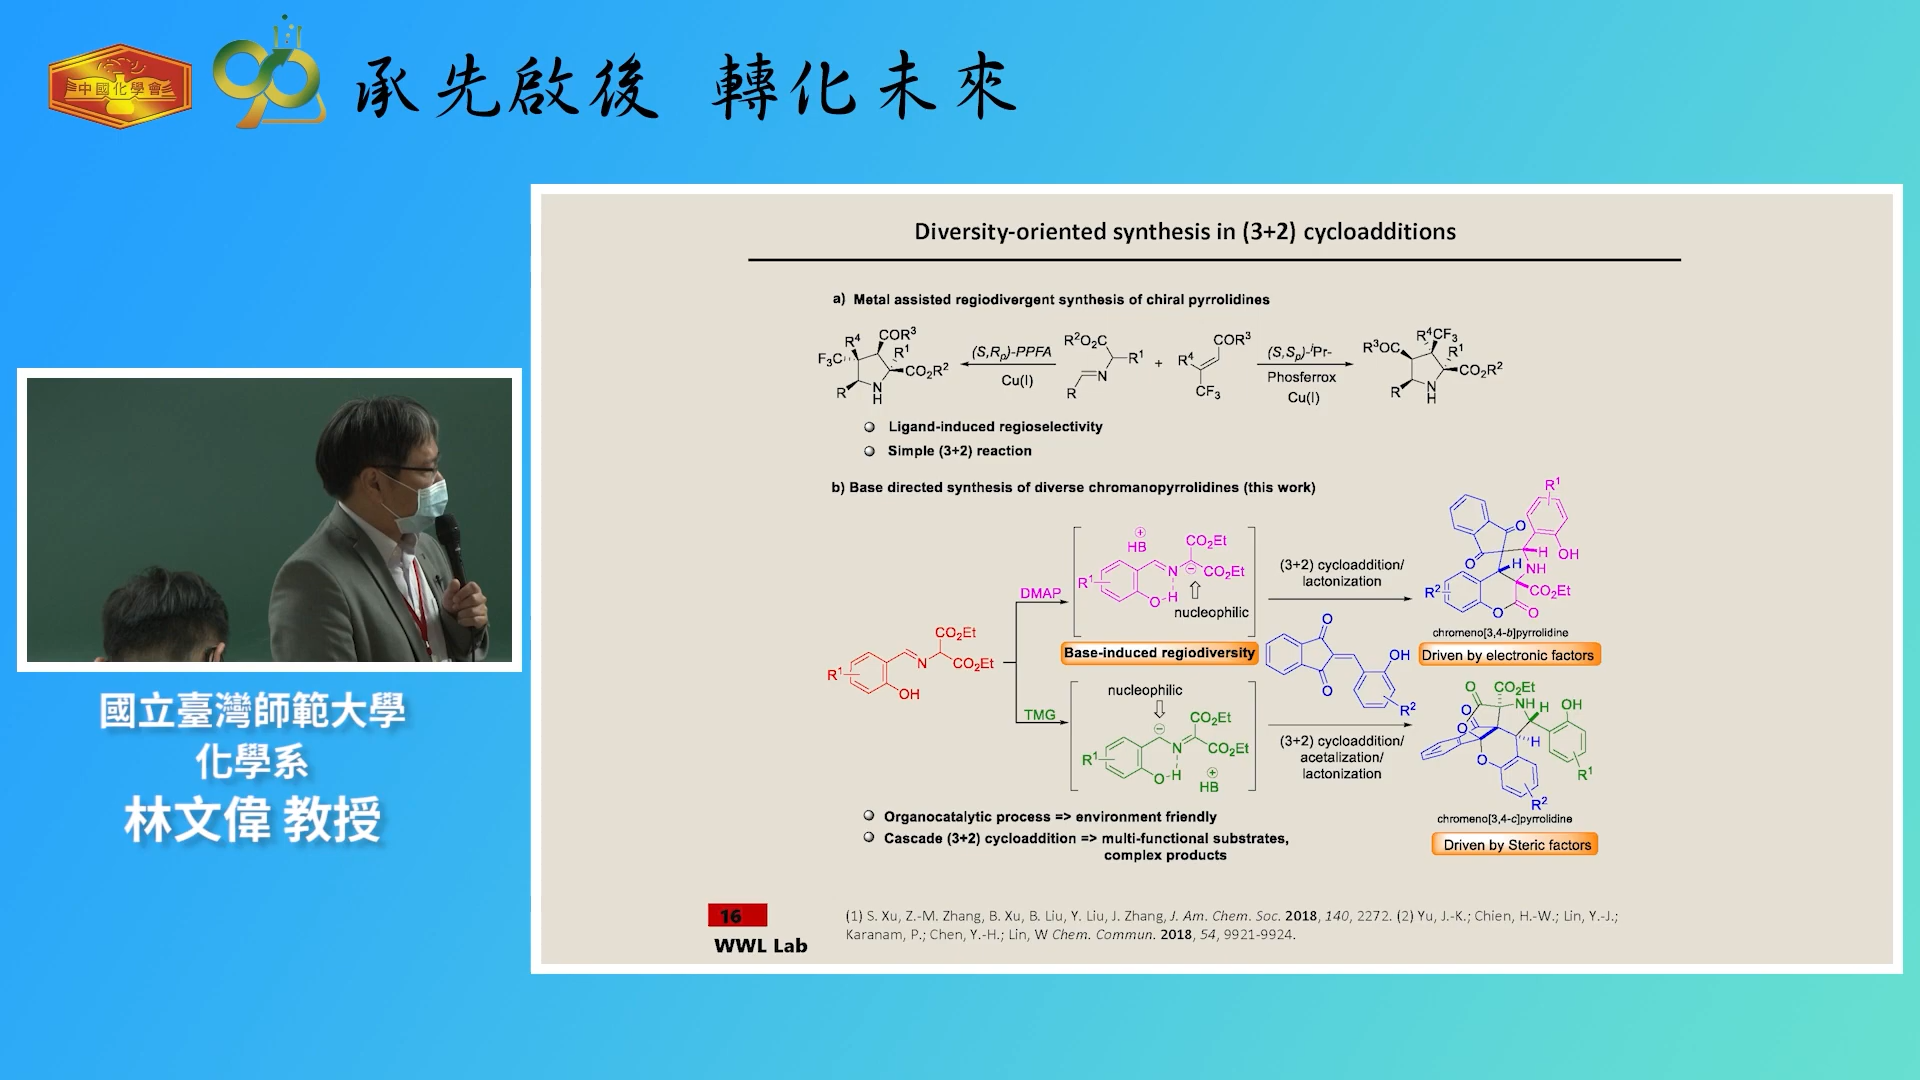 中國化學會
90
承先啟後 轉化未來
Diversity-oriented synthesis in (3+2) cycloadditions
a) Metal assisted regiodivergent synthesis of chiral pyrrolidines
F₃C R⁴ COR³ R¹ CO₂R² R N H
(S,Rₚ)-PPFA
Cu(I)
R²O₂C R¹ N R
+
R⁴ COR³ CF₃
(S,Sₚ)-ⁱPr-
Phosferrox
Cu(I)
R³OC R⁴ CF₃ R¹ CO₂R² R N H
Ligand-induced regioselectivity
Simple (3+2) reaction
b) Base directed synthesis of diverse chromanopyrrolidines (this work)
R¹ OH N CO₂Et CO₂Et
DMAP
⊕ HB R¹ O H N ⊖ CO₂Et CO₂Et
nucleophilic
(3+2) cycloaddition/
lactonization
O O R¹ OH H H NH CO₂Et R² O O
chromeno[3,4-b]pyrrolidine
Driven by electronic factors
Base-induced regiodiversity
O O OH R²
TMG
nucleophilic
⊖ R¹ O H N CO₂Et CO₂Et ⊕ HB
(3+2) cycloaddition/
acetalization/
lactonization
O CO₂Et NH H OH O O O H R¹ O R²
chromeno[3,4-c]pyrrolidine
Driven by Steric factors
Organocatalytic process => environment friendly
Cascade (3+2) cycloaddition => multi-functional substrates,
complex products
16
WWL Lab
(1) S. Xu, Z.-M. Zhang, B. Xu, B. Liu, Y. Liu, J. Zhang, J. Am. Chem. Soc. 2018, 140, 2272. (2) Yu, J.-K.; Chien, H.-W.; Lin, Y.-J.;
Karanam, P.; Chen, Y.-H.; Lin, W Chem. Commun. 2018, 54, 9921-9924.
國立臺灣師範大學
化學系
林文偉 教授